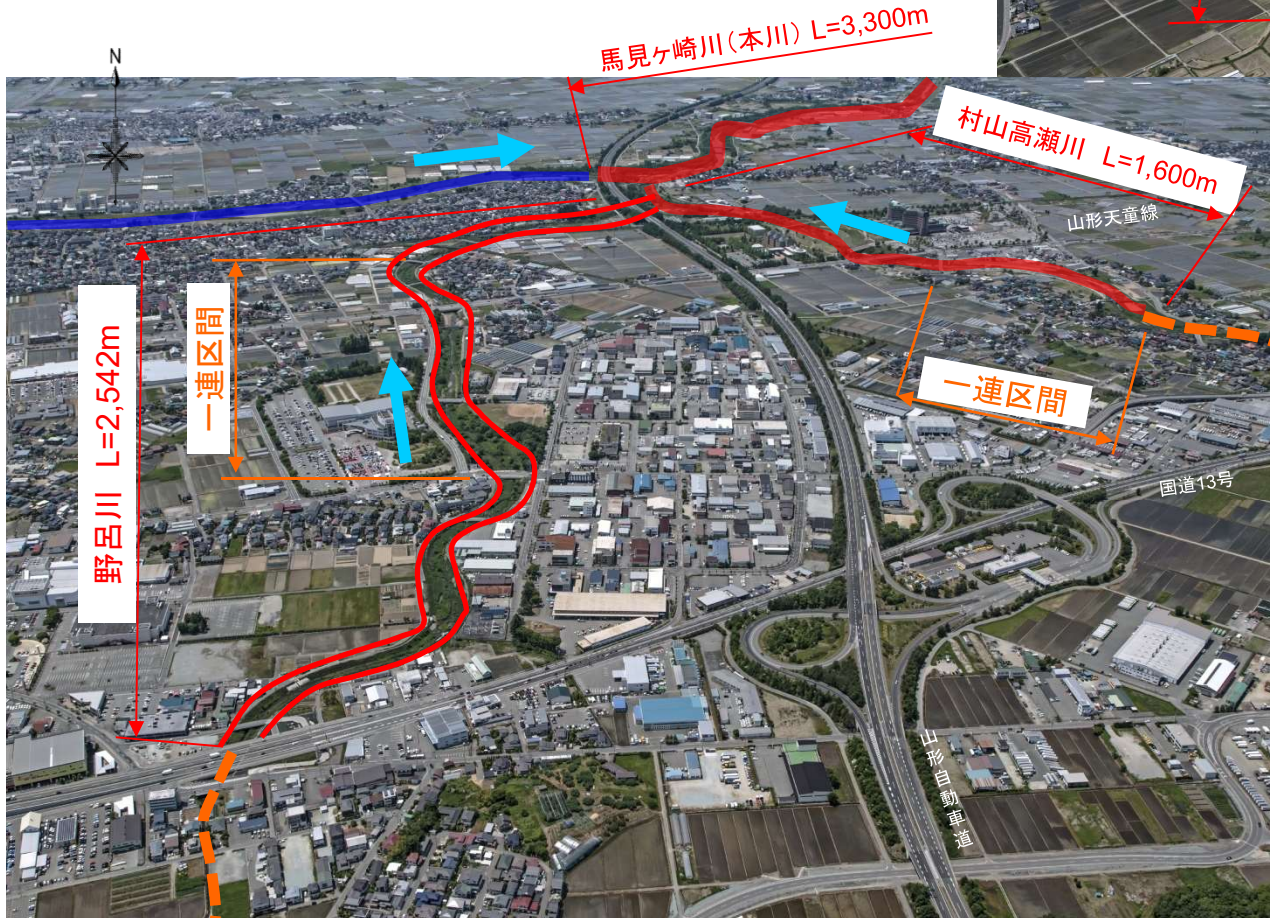 馬見ヶ崎川(本川) L=3,300m
N
村山高瀬川 L=1,600m
山形天童線
一連区間
野呂川 L=2,542m
一連区間
国道13号
山形自動車道